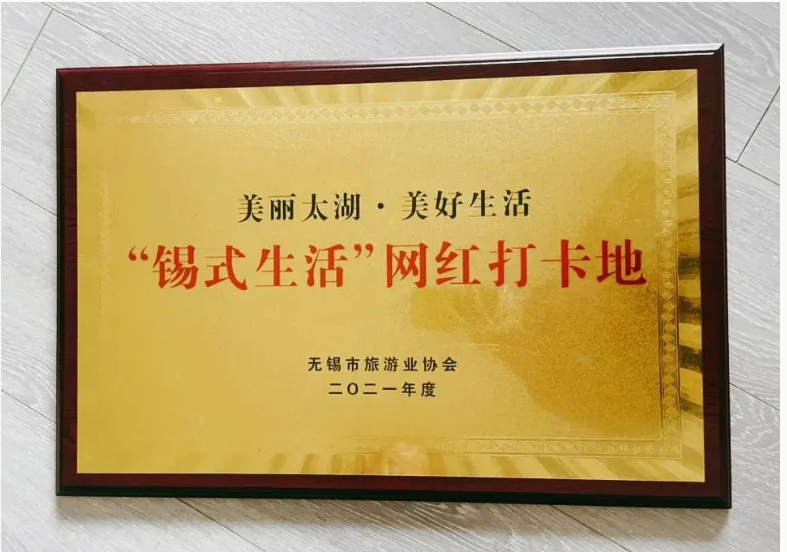 美丽太湖·美好生活
“锡式生活”网红打卡地
无锡市旅游业协会
二〇二一年度